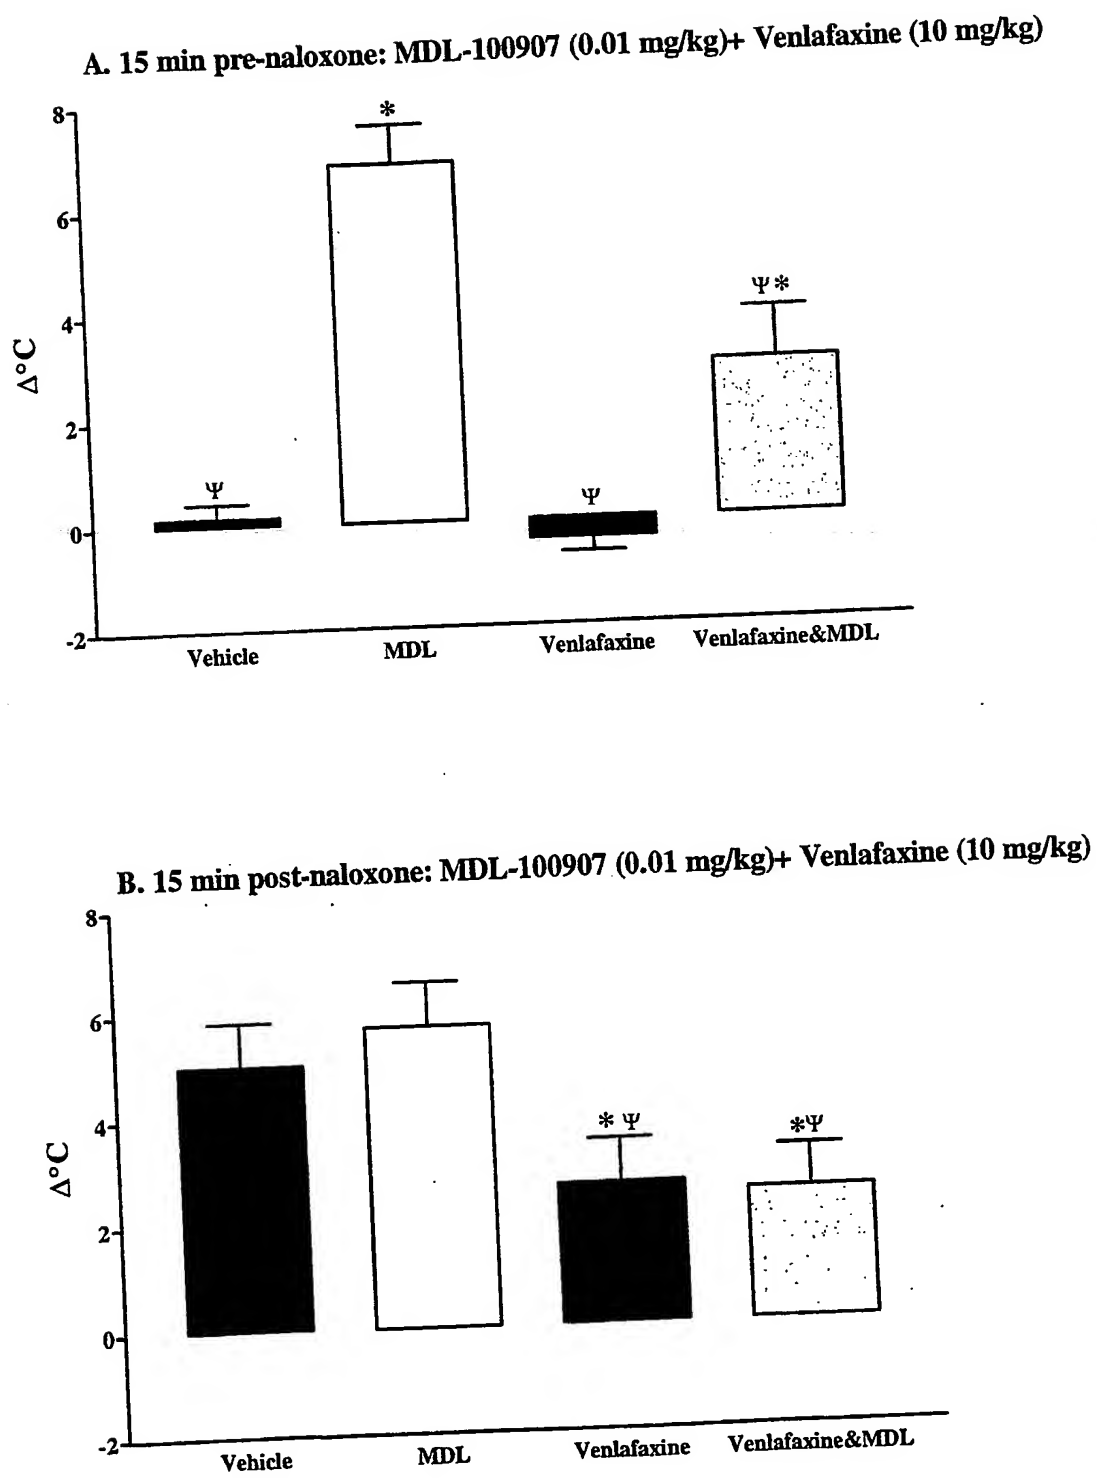 A. 15 min pre-naloxone: MDL-100907 (0.01 mg/kg)+ Venlafaxine (10 mg/kg)
8
*
6
Ψ*
4
Δ°C
2
Ψ
Ψ
0
-2
Vehicle
MDL
Venlafaxine
Venlafaxine&MDL
B. 15 min post-naloxone: MDL-100907 (0.01 mg/kg)+ Venlafaxine (10 mg/kg)
8
6
* Ψ
*Ψ
4
Δ°C
2
0
-2
Vehicle
MDL
Venlafaxine
Venlafaxine&MDL